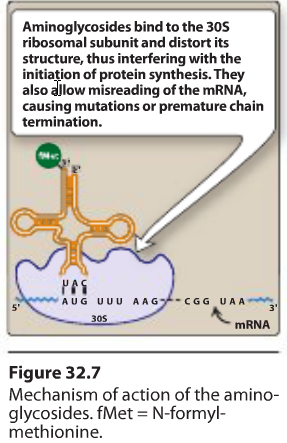 Aminoglycosides bind to the 30S
ribosomal subunit and distort its
structure, thus interfering with the
initiation of protein synthesis. They
also allow misreading of the mRNA,
causing mutations or premature chain
termination.
fMet
3' 5'
UAC
5' AUG UUU AAG CGG UAA 3'
30S
mRNA
Figure 32.7
Mechanism of action of the amino-
glycosides. fMet = N-formyl-
methionine.